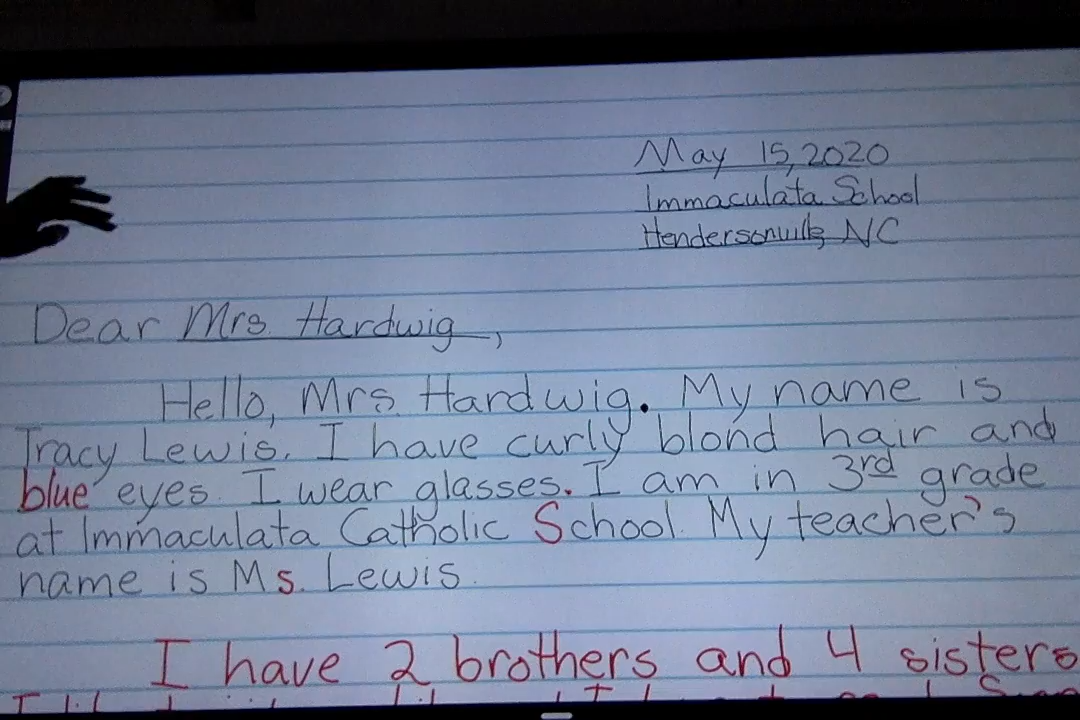 May 15, 2020
Immaculata School
Hendersonville, NC
Dear Mrs Hardwig,
Hello, Mrs. Hardwig. My name is
Tracy Lewis. I have curly blond hair and
blue eyes. I wear glasses. I am in 3rd grade
at Immaculata Catholic School. My teacher's
name is Ms. Lewis.
I have 2 brothers and 4 sisters